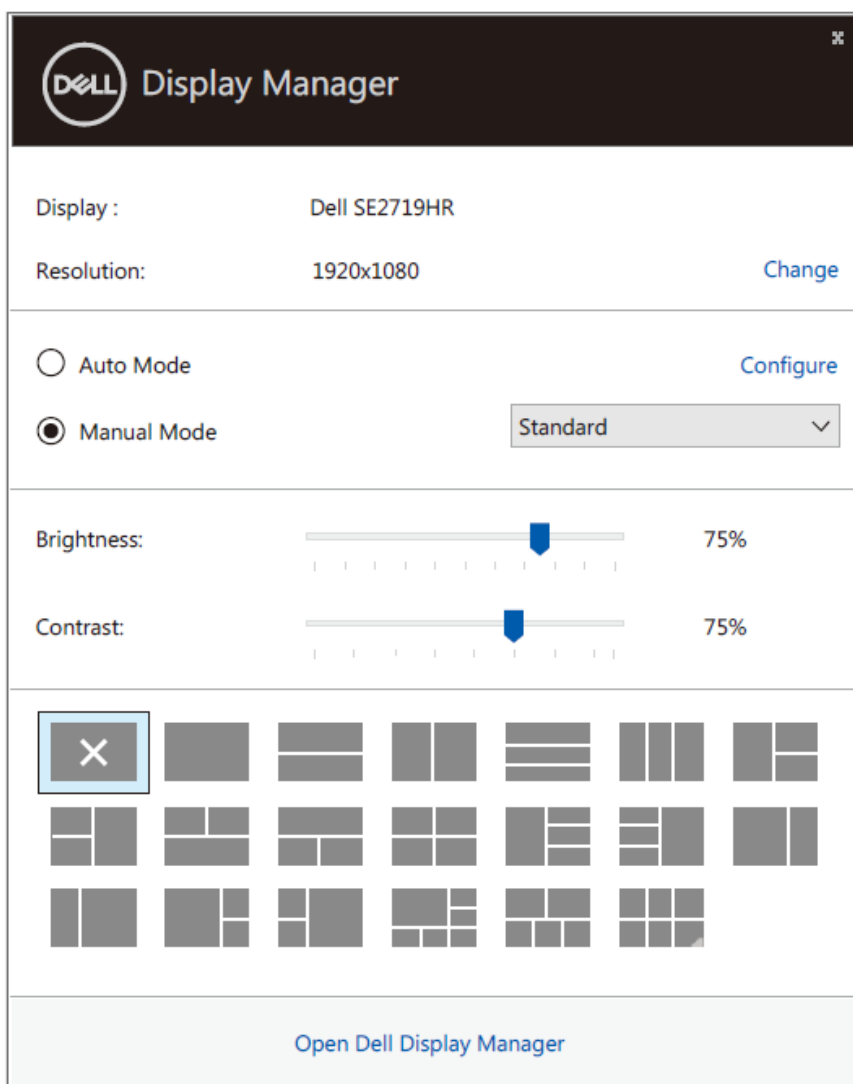 DELL Display Manager
Display : Dell SE2719HR
Resolution: 1920x1080 Change
Auto Mode Configure
Manual Mode Standard
Brightness: 75%
Contrast: 75%
Open Dell Display Manager